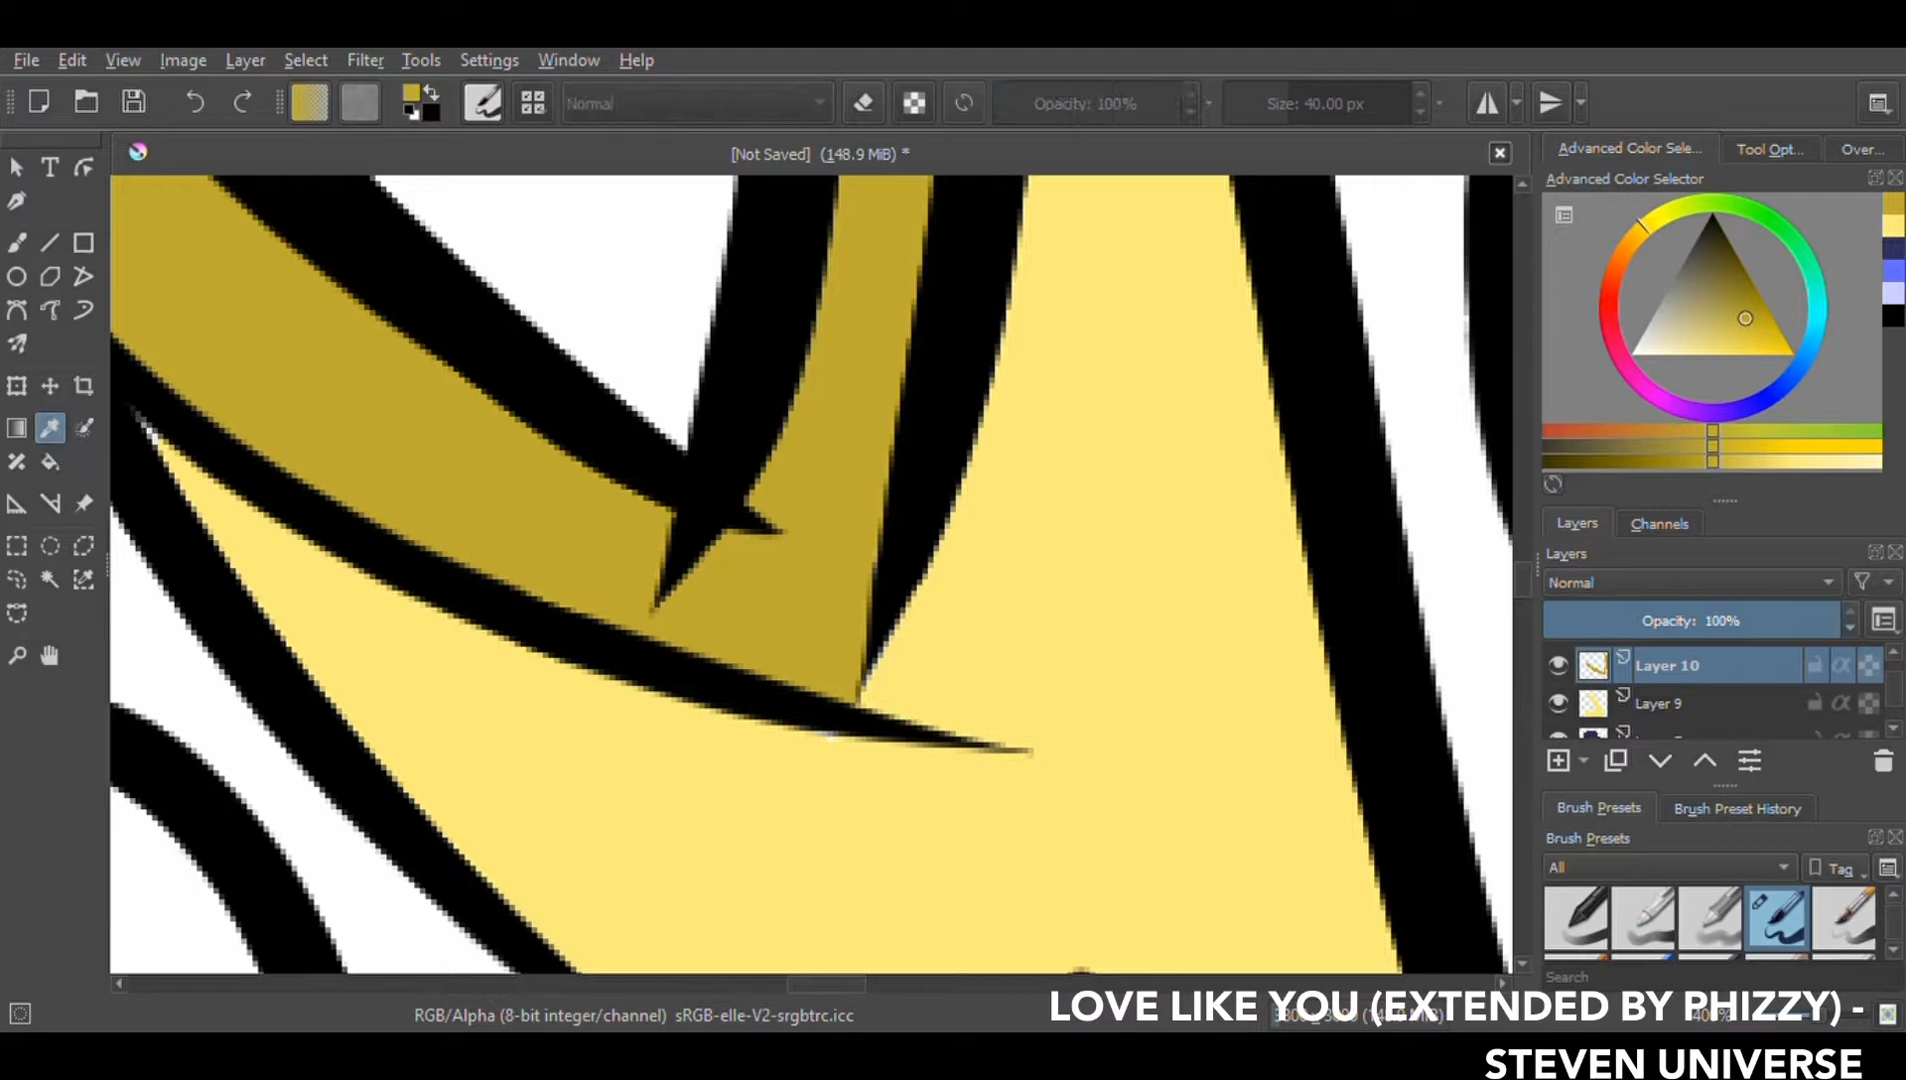 File Edit View Image Layer Select Filter Tools Settings Window Help
Normal Opacity: 100% Size: 40.00 px
[Not Saved] (148.9 MiB) *
Advanced Color Sele... Tool Opt... Over...
Advanced Color Selector
Layers Channels
Layers
Normal
Opacity: 100%
Layer 10
Layer 9
Brush Presets Brush Preset History
Brush Presets
All Tag
Search
RGB/Alpha (8-bit integer/channel) sRGB-elle-V2-srgbtrc.icc
LOVE LIKE YOU (EXTENDED BY PHIZZY) -
STEVEN UNIVERSE